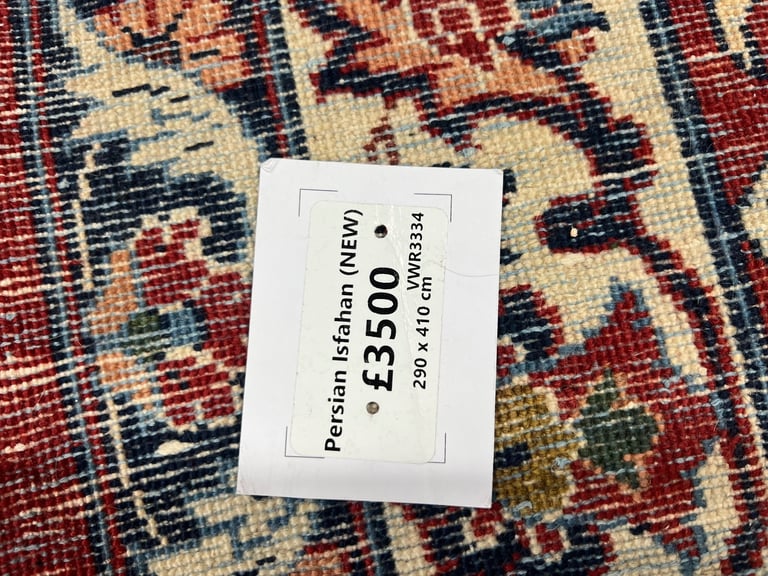 Persian Isfahan (NEW)
£3500
VWR3334
290 x 410 cm